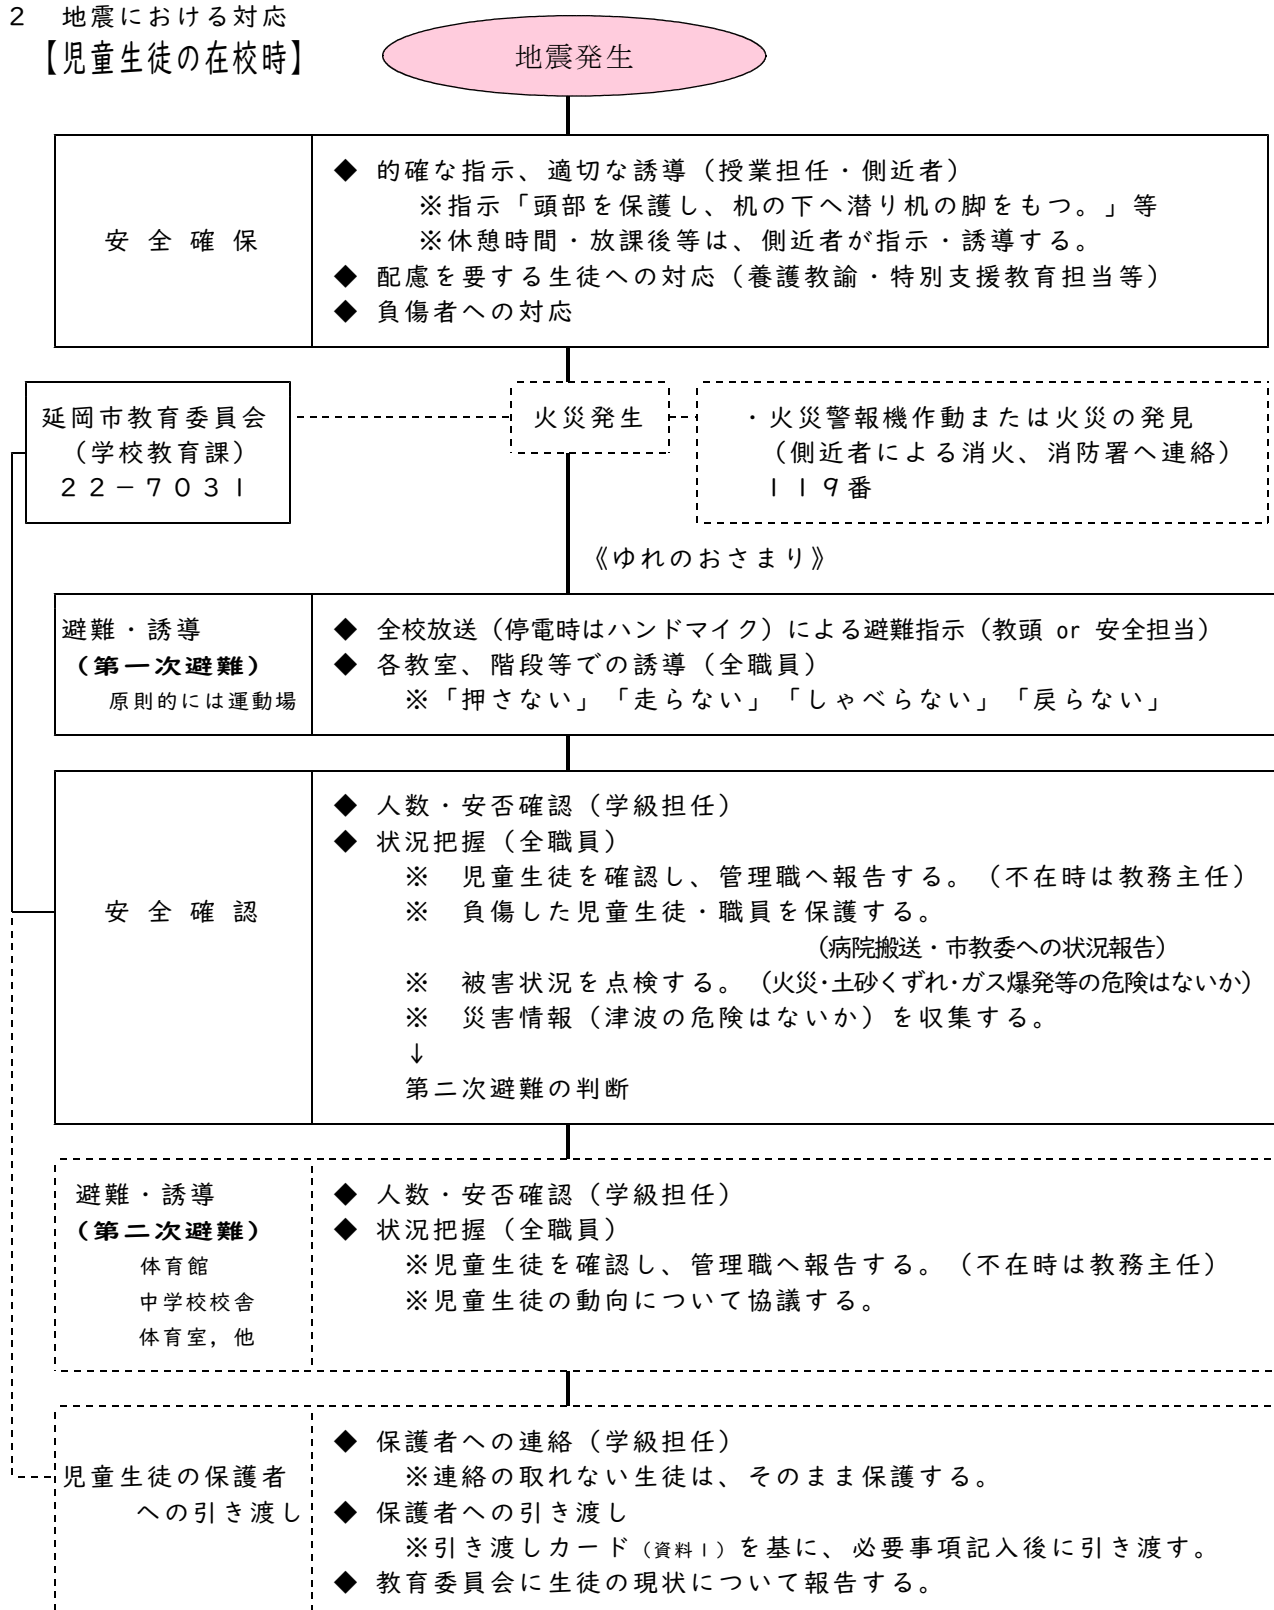 ２　地震における対応
【児童生徒の在校時】
地震発生
安全確保
◆ 的確な指示、適切な誘導（授業担任・側近者）
※指示「頭部を保護し、机の下へ潜り机の脚をもつ。」等
※休憩時間・放課後等は、側近者が指示・誘導する。
◆ 配慮を要する生徒への対応（養護教諭・特別支援教育担当等）
◆ 負傷者への対応
延岡市教育委員会
（学校教育課）
２２－７０３１
火災発生
・火災警報機作動または火災の発見
（側近者による消火、消防署へ連絡）
１１９番
《ゆれのおさまり》
避難・誘導
（第一次避難）
原則的には運動場
◆ 全校放送（停電時はハンドマイク）による避難指示（教頭 or 安全担当）
◆ 各教室、階段等での誘導（全職員）
※「押さない」「走らない」「しゃべらない」「戻らない」
安全確認
◆ 人数・安否確認（学級担任）
◆ 状況把握（全職員）
※　児童生徒を確認し、管理職へ報告する。（不在時は教務主任）
※　負傷した児童生徒・職員を保護する。
（病院搬送・市教委への状況報告）
※　被害状況を点検する。（火災・土砂くずれ・ガス爆発等の危険はないか）
※　災害情報（津波の危険はないか）を収集する。
↓
第二次避難の判断
避難・誘導
（第二次避難）
体育館
中学校校舎
体育室，他
◆ 人数・安否確認（学級担任）
◆ 状況把握（全職員）
※児童生徒を確認し、管理職へ報告する。（不在時は教務主任）
※児童生徒の動向について協議する。
児童生徒の保護者
への引き渡し
◆ 保護者への連絡（学級担任）
※連絡の取れない生徒は、そのまま保護する。
◆ 保護者への引き渡し
※引き渡しカード（資料１）を基に、必要事項記入後に引き渡す。
◆ 教育委員会に生徒の現状について報告する。